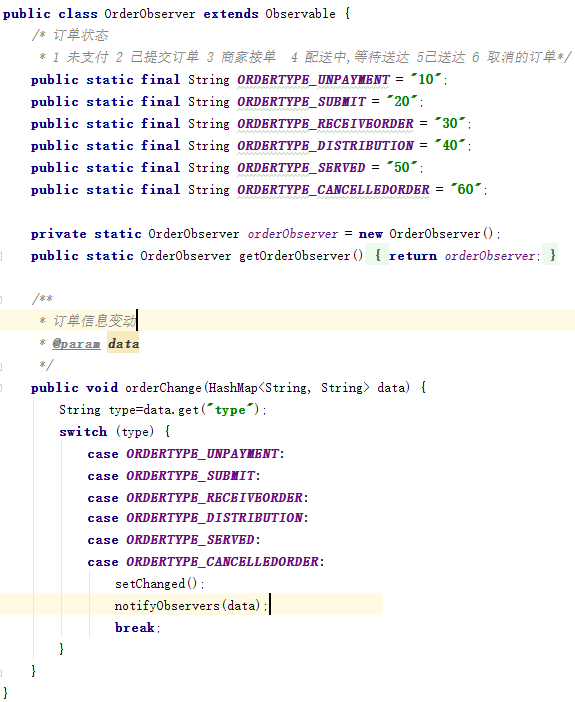 public class OrderObserver extends Observable {
/* 订单状态
* 1 未支付 2 已提交订单 3 商家接单  4 配送中,等待送达 5已送达 6 取消的订单*/
public static final String ORDERTYPE_UNPAYMENT = "10";
public static final String ORDERTYPE_SUBMIT = "20";
public static final String ORDERTYPE_RECEIVEORDER = "30";
public static final String ORDERTYPE_DISTRIBUTION = "40";
public static final String ORDERTYPE_SERVED = "50";
public static final String ORDERTYPE_CANCELLEDORDER = "60";
private static OrderObserver orderObserver = new OrderObserver();
public static OrderObserver getOrderObserver() { return orderObserver; }
/**
* 订单信息变动
* @param data
*/
public void orderChange(HashMap<String, String> data) {
String type=data.get("type");
switch (type) {
case ORDERTYPE_UNPAYMENT:
case ORDERTYPE_SUBMIT:
case ORDERTYPE_RECEIVEORDER:
case ORDERTYPE_DISTRIBUTION:
case ORDERTYPE_SERVED:
case ORDERTYPE_CANCELLEDORDER:
setChanged();
notifyObservers(data);
break;
}
}
}